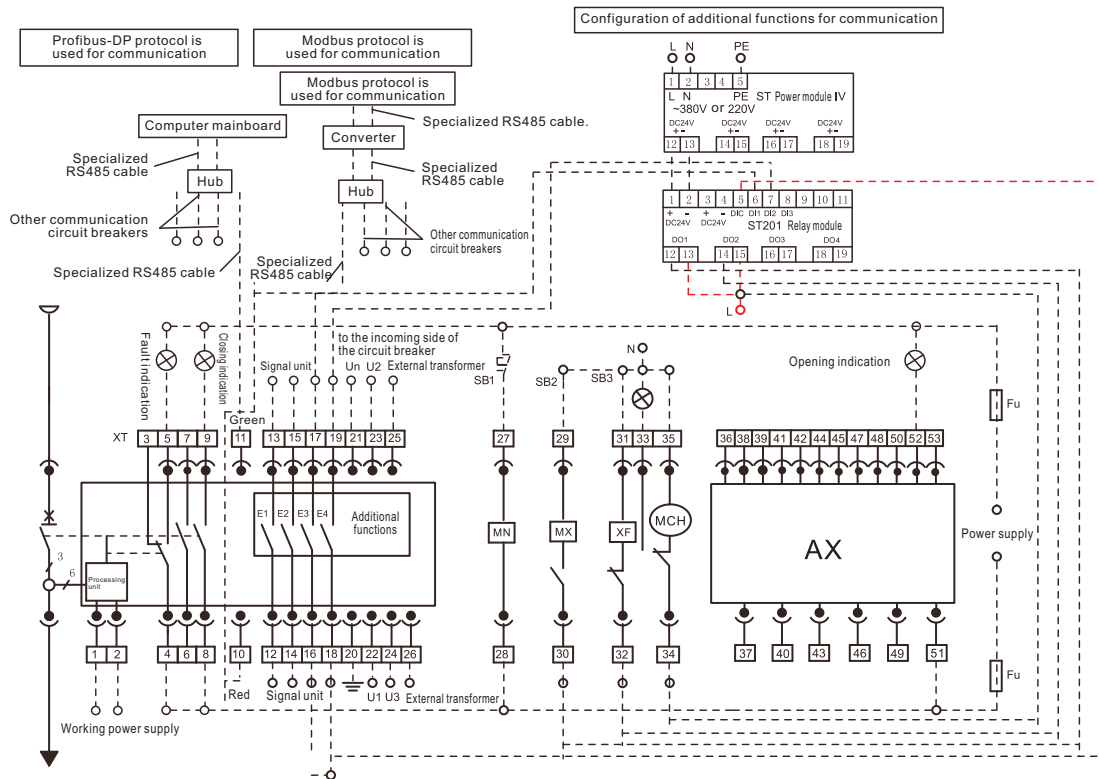 Configuration of additional functions for communication
Profibus-DP protocol is
used for communication
Modbus protocol is
used for communication
Modbus protocol is
used for communication
L N PE
1 2 3 4 5
L N PE ST Power module IV
~380V or 220V
DC24V DC24V DC24V DC24V
+ - + - + - + -
12 13 14 15 16 17 18 19
Computer mainboard
Specialized RS485 cable.
Converter
Specialized
RS485 cable
Specialized
RS485 cable
Hub
Hub
Other communication
circuit breakers
Other communication
circuit breakers
Specialized RS485 cable
Specialized
RS485 cable
1 2 3 4 5 6 7 8 9 10 11
+ - + - DIC DI1 DI2 DI3
DC24V DC24V ST201 Relay module
DO1 DO2 DO3 DO4
12 13 14 15 16 17 18 19
L
Fault indication
Closing indication
to the incoming side of
the circuit breaker
Signal unit Un U2 External transformer
SB1 SB2 SB3 N
Opening indication
Fu
Green
XT 3 5 7 9 11 13 15 17 19 21 23 25 27 29 31 33 35 36 38 39 41 42 44 45 47 48 50 52 53
E1 E2 E3 E4
Additional
functions
MN MX XF MCH
AX
Power supply
3
6
Processing
unit
1 2 4 6 8 10 12 14 16 18 20 22 24 26 28 30 32 34 37 40 43 46 49 51
Red Signal unit U1 U3 External transformer
Fu
Working power supply